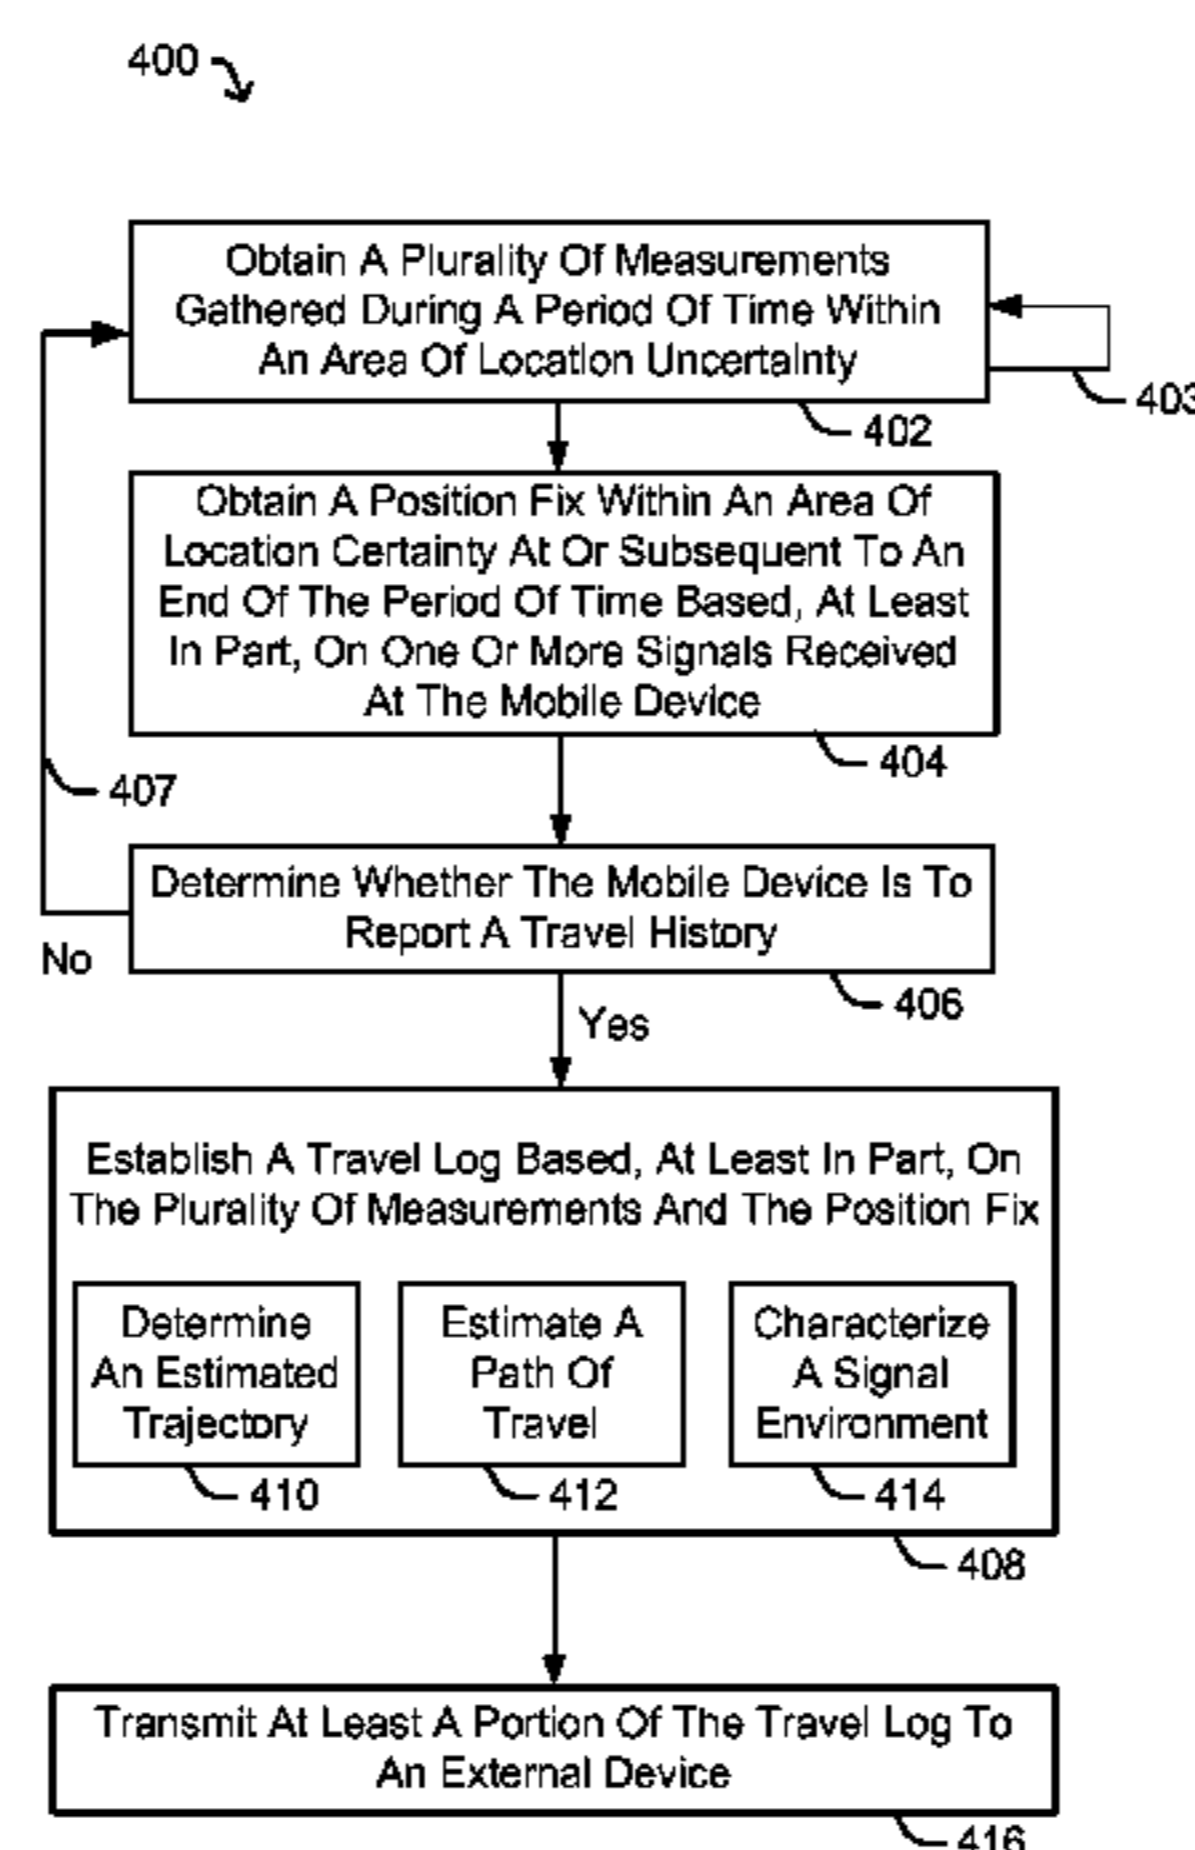 400
Obtain A Plurality Of Measurements
Gathered During A Period Of Time Within
An Area Of Location Uncertainty
403
402
Obtain A Position Fix Within An Area Of
Location Certainty At Or Subsequent To An
End Of The Period Of Time Based, At Least
In Part, On One Or More Signals Received
At The Mobile Device
404
407
Determine Whether The Mobile Device Is To
Report A Travel History
No
406
Yes
Establish A Travel Log Based, At Least In Part, On
The Plurality Of Measurements And The Position Fix
Determine
An Estimated
Trajectory
410
Estimate A
Path Of
Travel
412
Characterize
A Signal
Environment
414
408
Transmit At Least A Portion Of The Travel Log To
An External Device
416